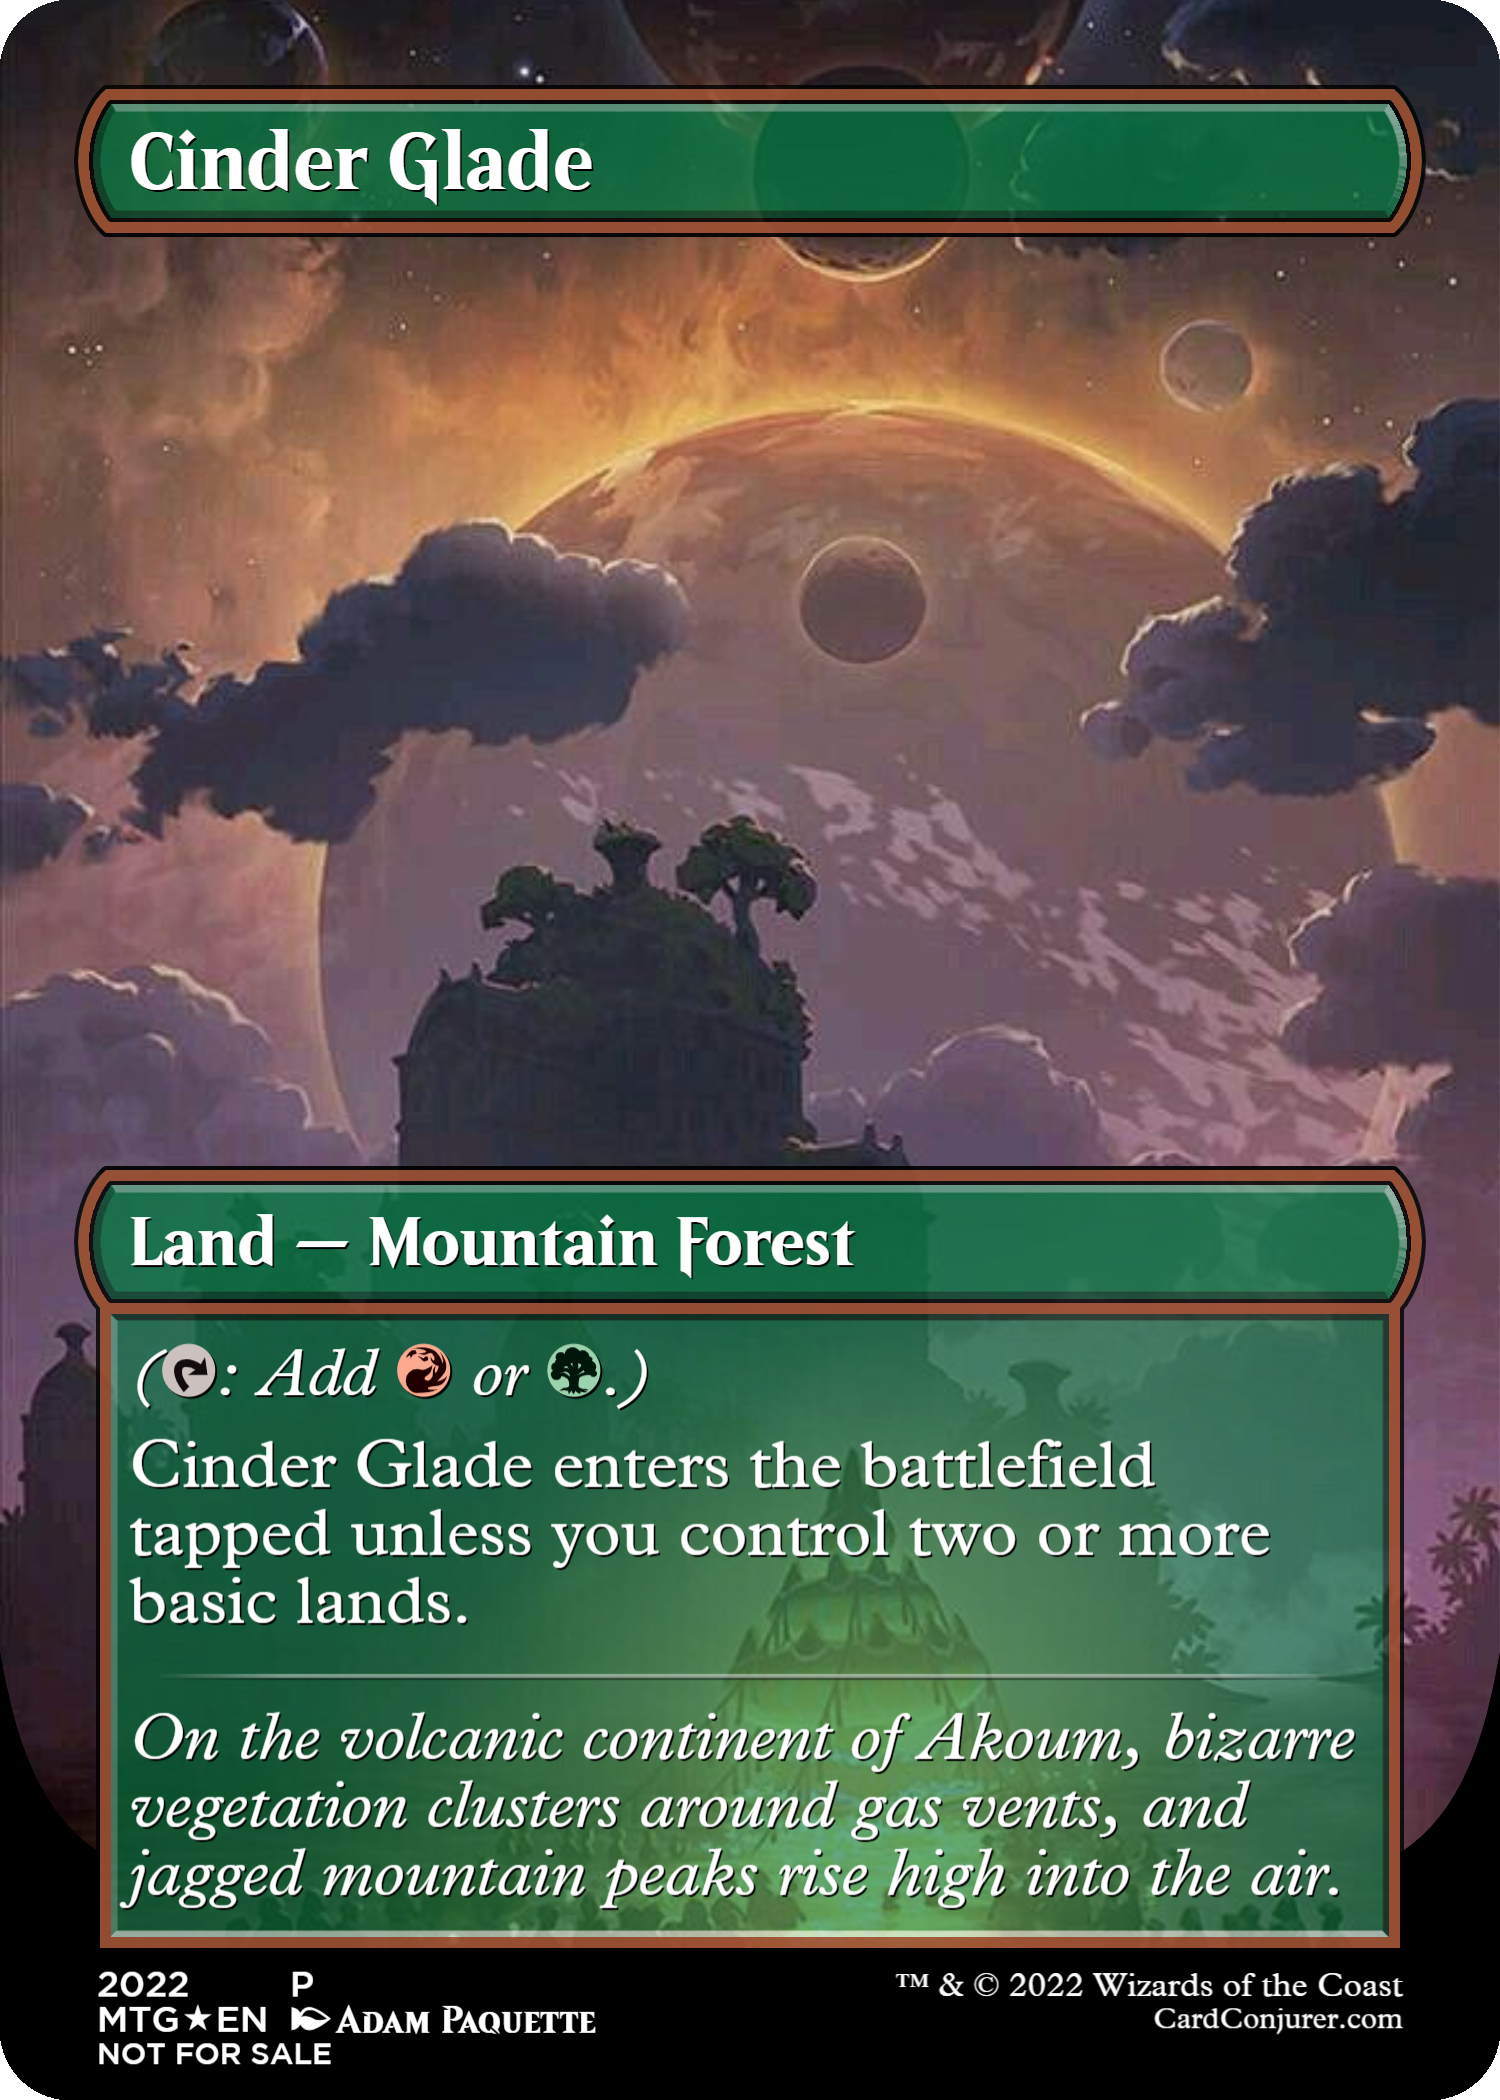 Cinder Glade
Land — Mountain Forest
(: Add or .)
Cinder Glade enters the battlefield
tapped unless you control two or more
basic lands.
On the volcanic continent of Akoum, bizarre
vegetation clusters around gas vents, and
jagged mountain peaks rise high into the air.
2022 P
MTG★EN Adam Paquette
NOT FOR SALE
™ & © 2022 Wizards of the Coast
CardConjurer.com